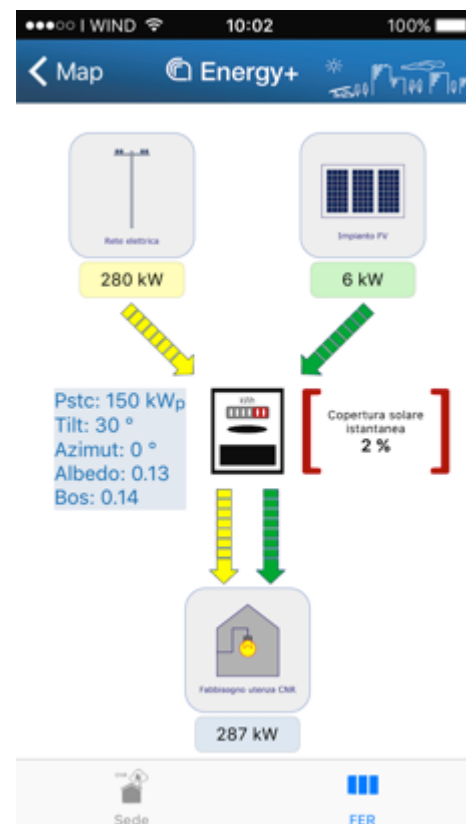 WIND 10:02 100%
Map Energy+
Rete elettrica
Impianto FV
280 kW
6 kW
Pstc: 150 kWp
Tilt: 30 °
Azimut: 0 °
Albedo: 0.13
Bos: 0.14
kWh
Copertura solare
istantanea
2 %
Fabbisogno utenza CNR
287 kW
Sede
FER